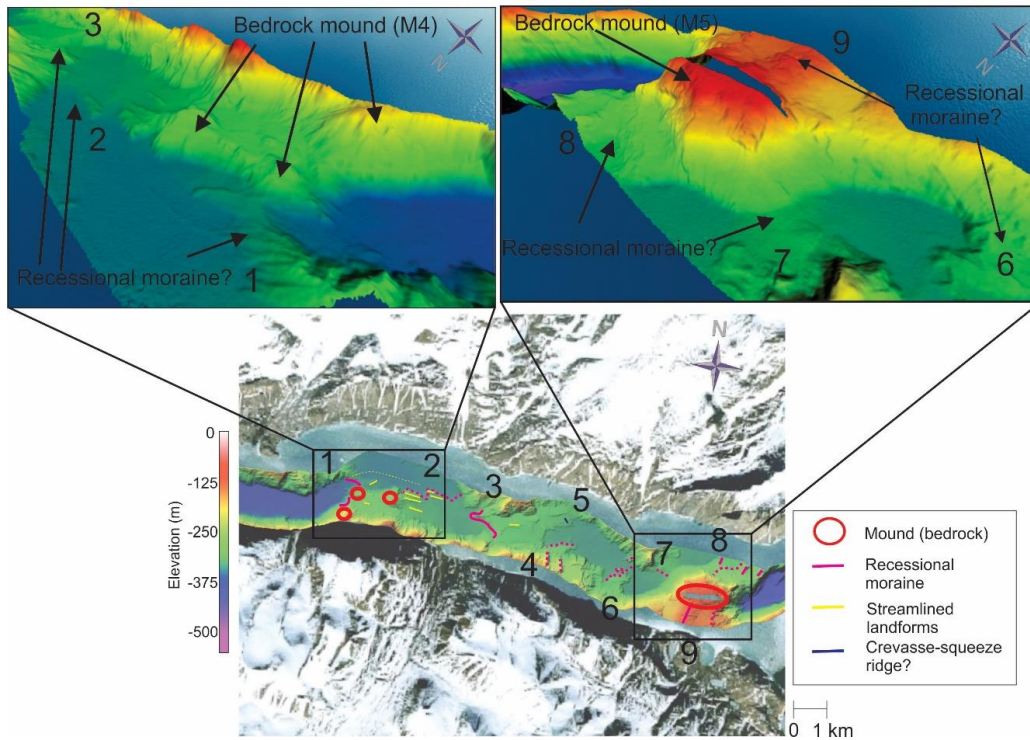 3
Bedrock mound (M4)
N
2
Recessional moraine?
1
Bedrock mound (M5)
9
N
Recessional
moraine?
8
Recessional moraine?
7
6
N
0
-125
-250
-375
-500
Elevation (m)
1
2
3
5
4
7
8
6
9
Mound (bedrock)
Recessional
moraine
Streamlined
landforms
Crevasse-squeeze
ridge?
0 1 km